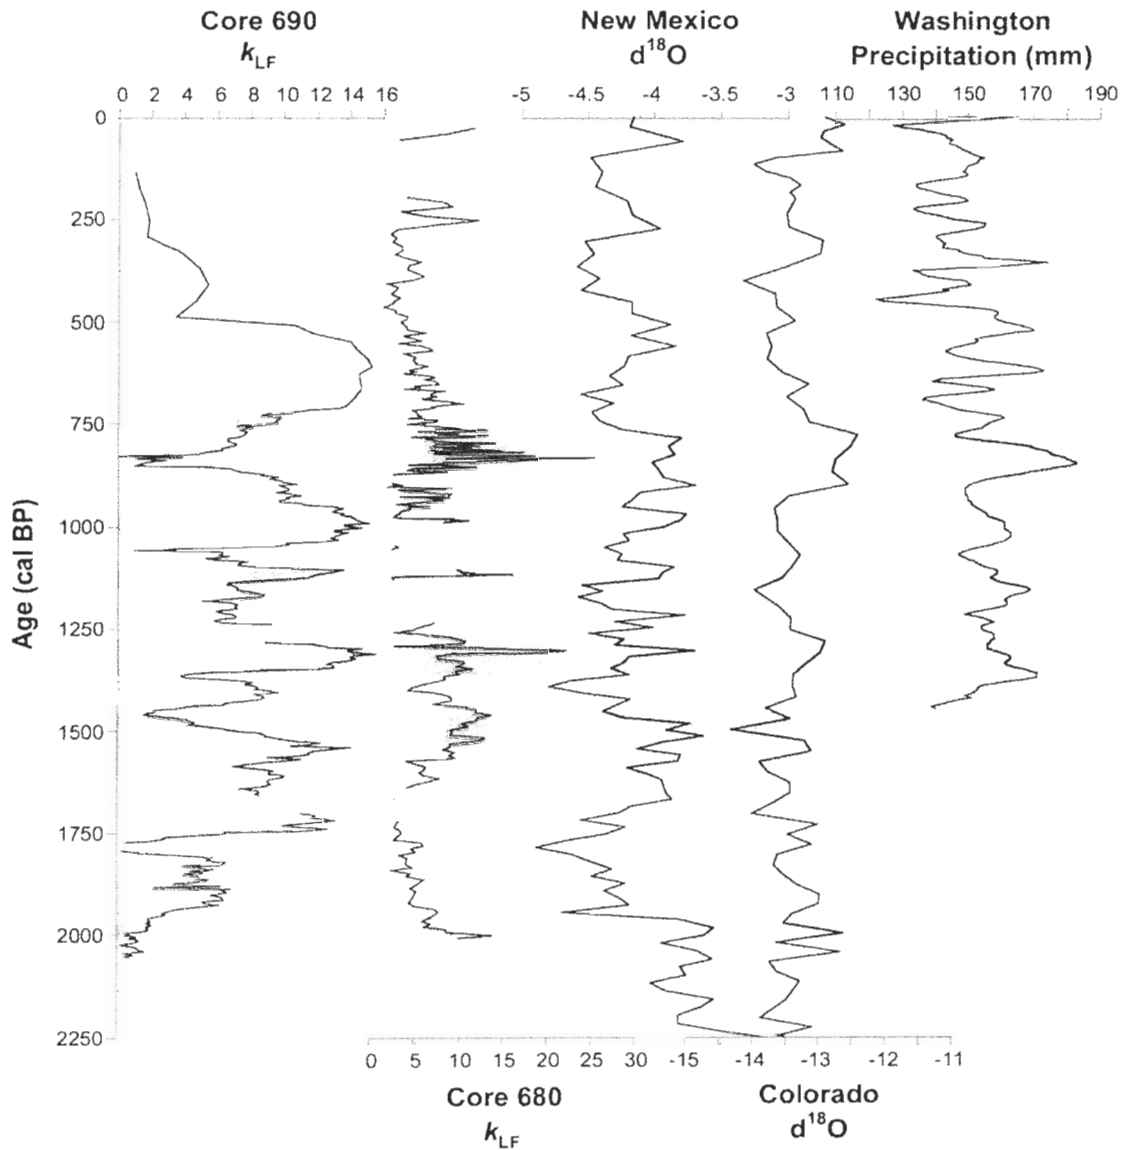 Core 690
k_LF
New Mexico
d¹⁸O
Washington
Precipitation (mm)
0 2 4 6 8 10 12 14 16
-5 -4.5 -4 -3.5 -3
110 130 150 170 190
Age (cal BP)
0
250
500
750
1000
1250
1500
1750
2000
2250
0 5 10 15 20 25 30
-15 -14 -13 -12 -11
Core 680
k_LF
Colorado
d¹⁸O